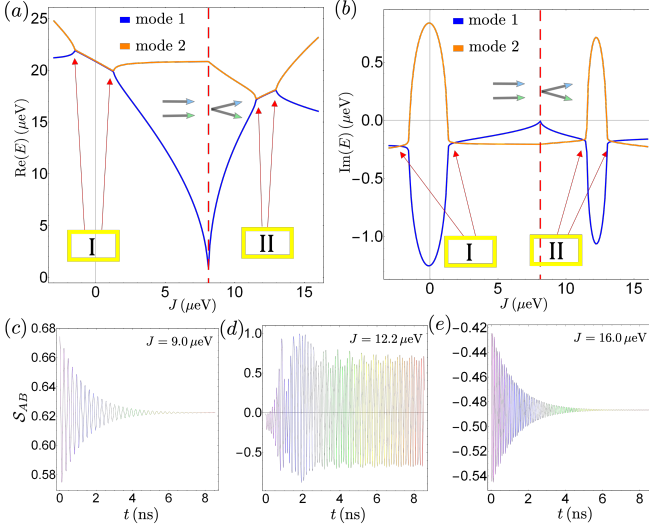 (a)
mode 1
mode 2
Re(E) (μeV)
25
20
15
10
5
0
I
II
0
5
10
15
J (μeV)
(b)
mode 1
mode 2
Im(E) (μeV)
0.5
0.0
−0.5
−1.0
I
II
0
5
10
15
J (μeV)
(c)
J = 9.0 μeV
S_AB
0.68
0.66
0.64
0.62
0.60
0.58
0 2 4 6 8
t (ns)
(d)
J = 12.2 μeV
1.0
0.5
0.0
−0.5
0 2 4 6 8
t (ns)
(e)
J = 16.0 μeV
−0.42
−0.44
−0.46
−0.48
−0.50
−0.52
−0.54
0 2 4 6 8
t (ns)